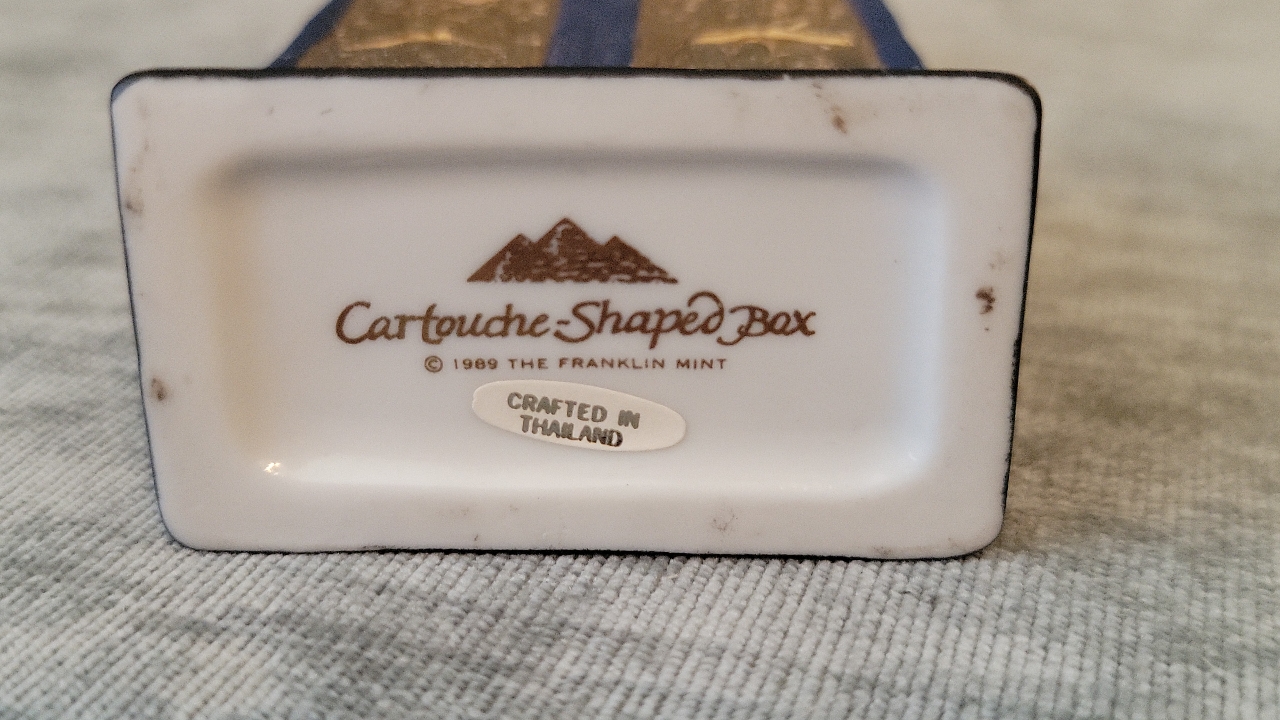 Cartouche-Shaped Box
© 1989 THE FRANKLIN MINT
CRAFTED IN
THAILAND